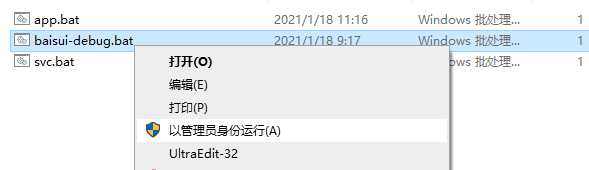 app.bat 2021/1/18 11:16 Windows 批处理... 1
baisui-debug.bat 2021/1/18 9:17 Windows 批处理... 1
svc.bat Windows 批处理... 1
打开(O)
编辑(E)
打印(P)
以管理员身份运行(A)
UltraEdit-32